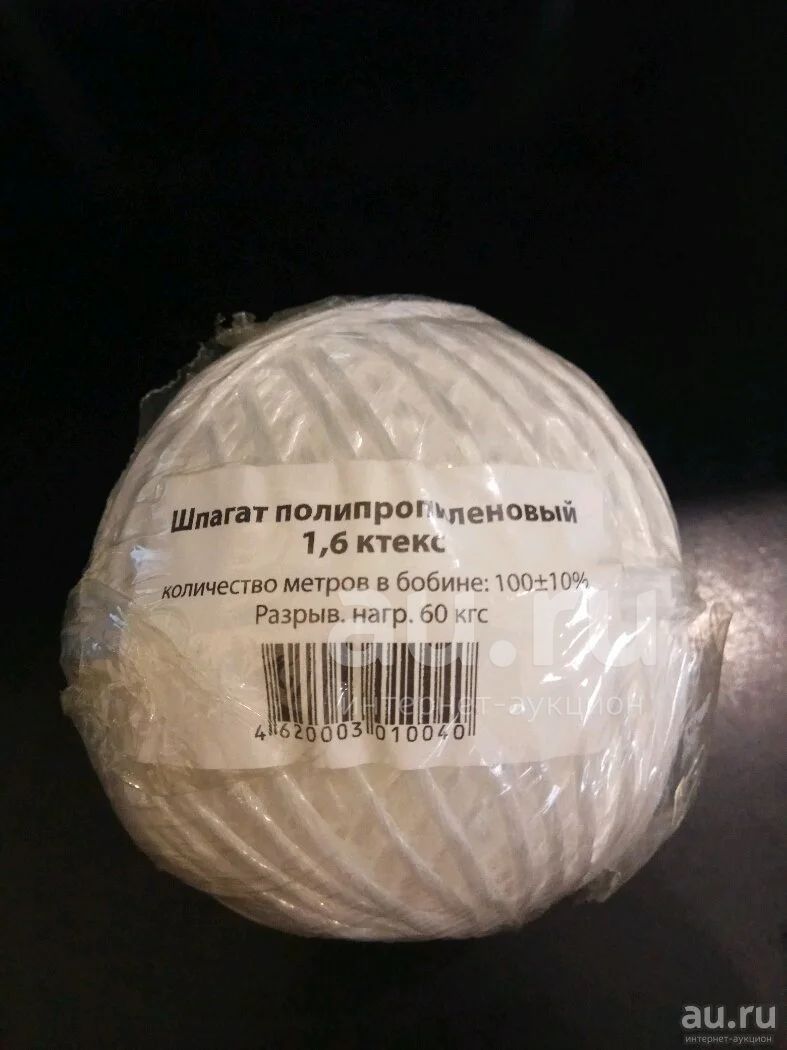 Шпагат полипропиленовый
1,6 ктекс
количество метров в бобине: 100±10%
Разрыв. нагр. 60 кгс
4 620003 010040
au.ru
интернет-аукцион
au.ru
интернет-аукцион